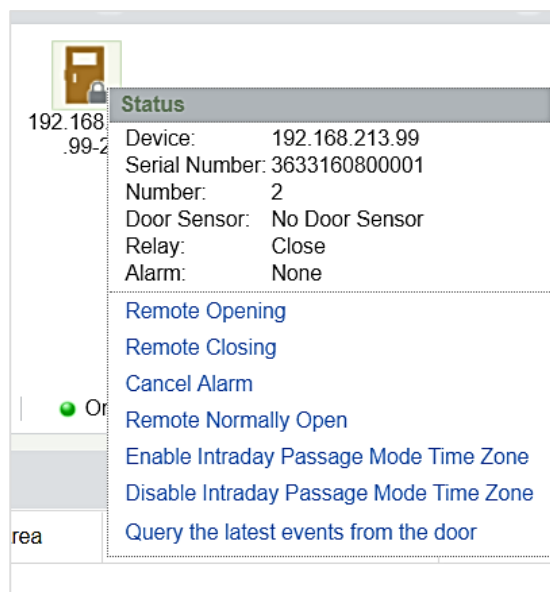 192.168
.99-2
Status
Device: 192.168.213.99
Serial Number: 3633160800001
Number: 2
Door Sensor: No Door Sensor
Relay: Close
Alarm: None
Remote Opening
Remote Closing
Cancel Alarm
Remote Normally Open
Enable Intraday Passage Mode Time Zone
Disable Intraday Passage Mode Time Zone
Query the latest events from the door